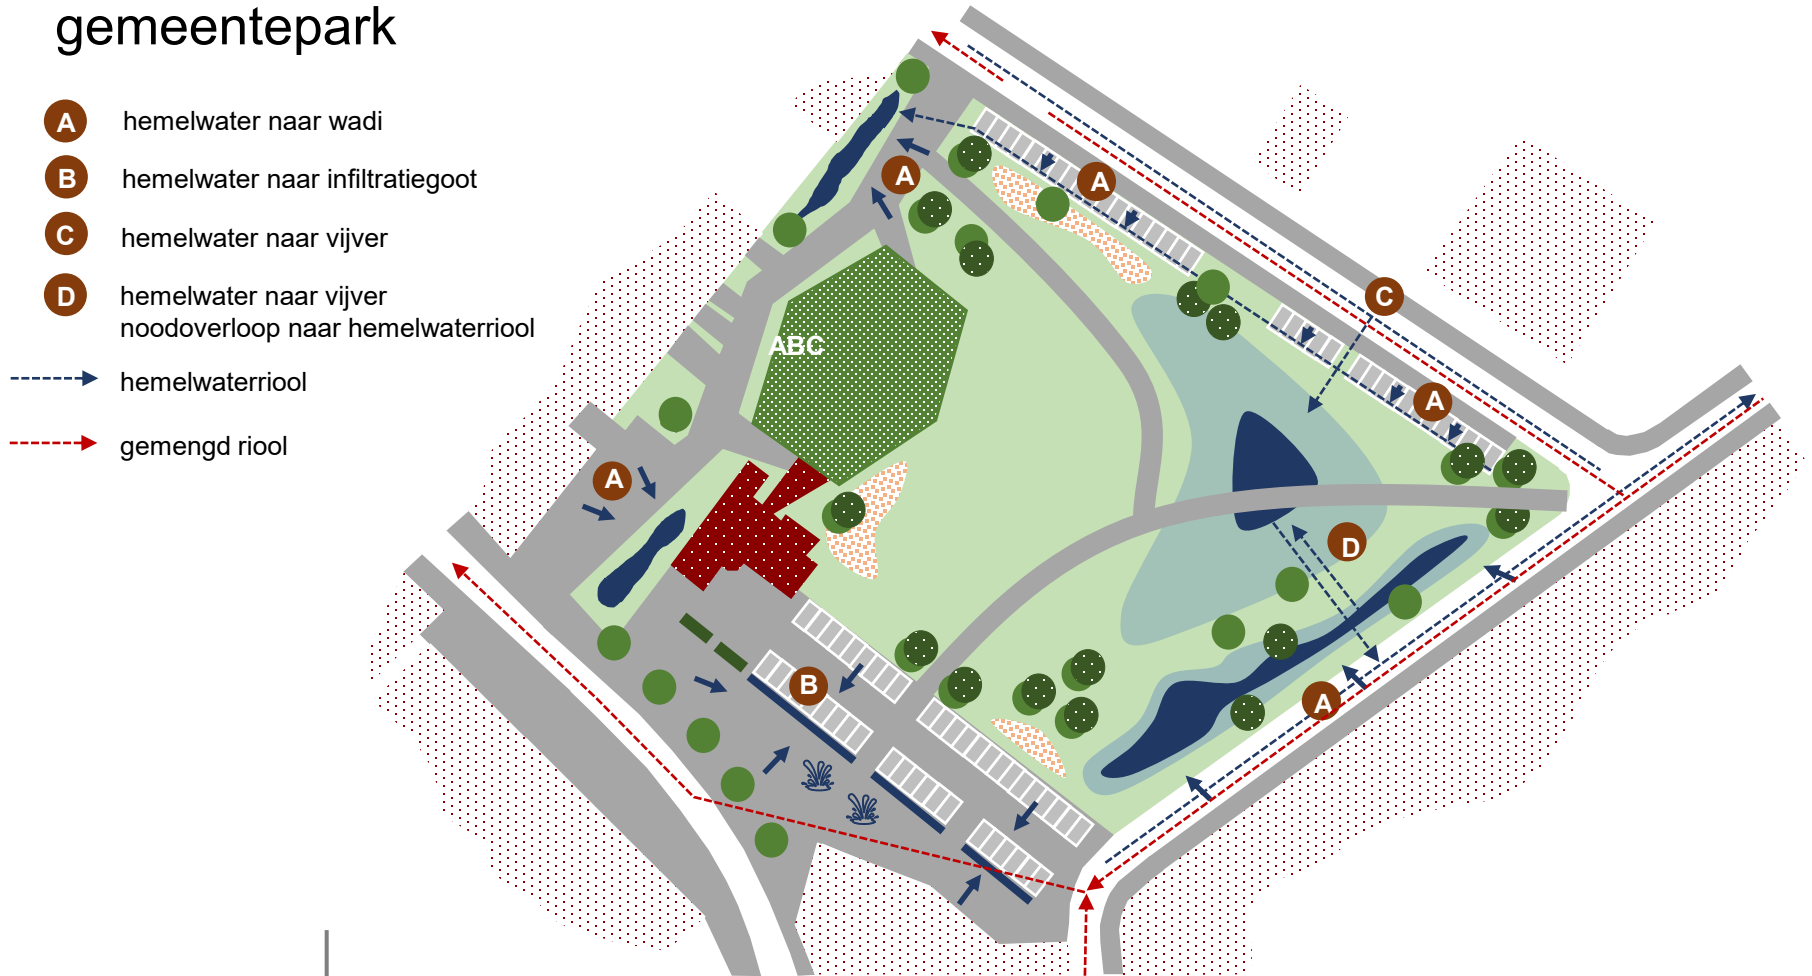 gemeentepark
A hemelwater naar wadi
B hemelwater naar infiltratiegoot
C hemelwater naar vijver
D hemelwater naar vijver
noodoverloop naar hemelwaterriool
hemelwaterriool
gemengd riool
A
A
C
ABC
A
A
D
B
A